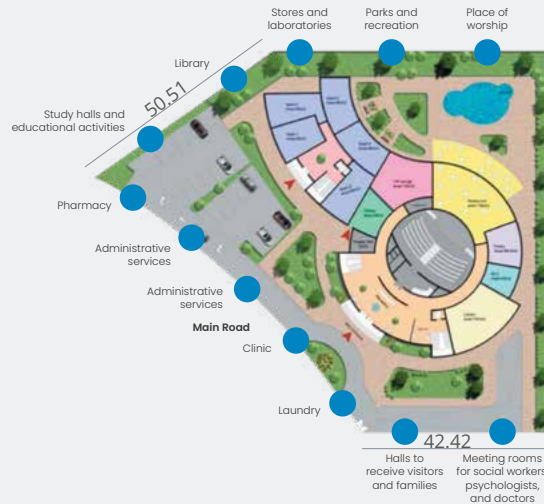 Stores and
laboratories
Parks and
recreation
Place of
worship
Library
50.51
Study halls and
educational activities
Pharmacy
Administrative
services
Administrative
services
Main Road
Clinic
Laundry
42.42
Halls to
receive visitors
and families
Meeting rooms
for social workers,
psychologists,
and doctors